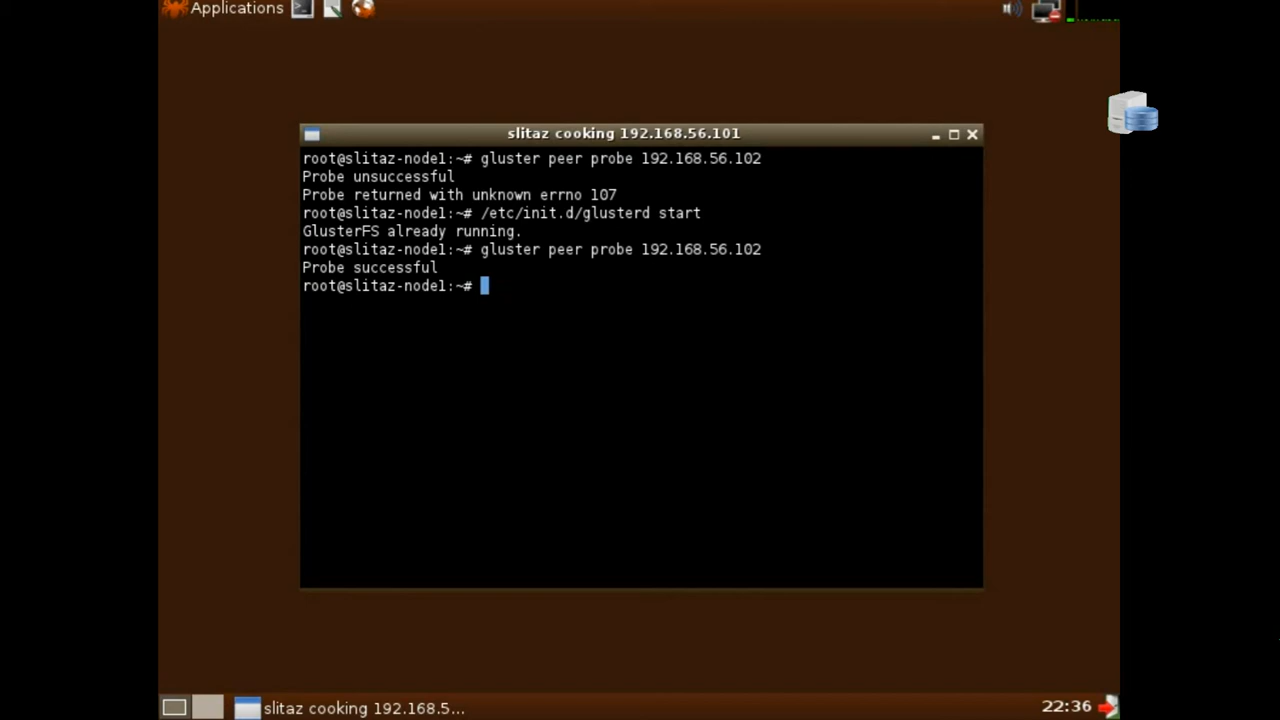 Applications
slitaz cooking 192.168.56.101
root@slitaz-node1:~# gluster peer probe 192.168.56.102
Probe unsuccessful
Probe returned with unknown errno 107
root@slitaz-node1:~# /etc/init.d/glusterd start
GlusterFS already running.
root@slitaz-node1:~# gluster peer probe 192.168.56.102
Probe successful
root@slitaz-node1:~#
slitaz cooking 192.168.5...
22:36